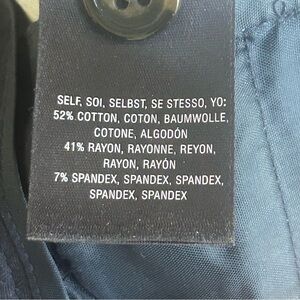 SELF, SOI, SELBST, SE STESSO, YO:
52% COTTON, COTON, BAUMWOLLE,
COTONE, ALGODÓN
41% RAYON, RAYONNE, REYON,
RAYON, RAYÓN
7% SPANDEX, SPANDEX, SPANDEX,
SPANDEX, SPANDEX